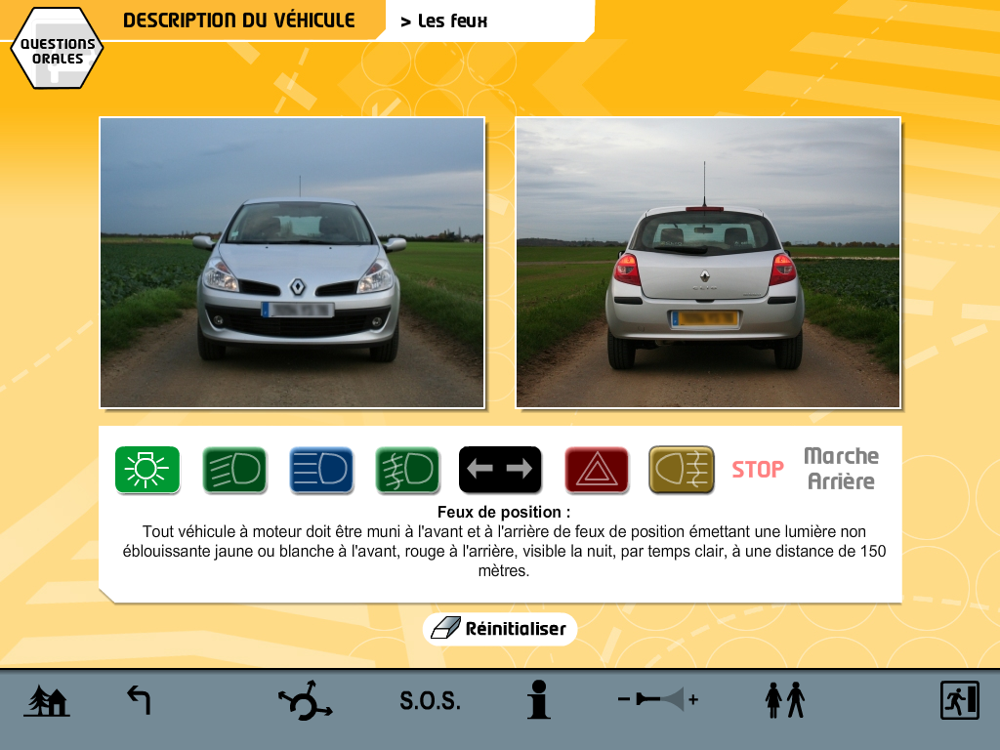 DESCRIPTION DU VÉHICULE
> Les feux
QUESTIONS
ORALES
STOP
Marche
Arrière
Feux de position :
Tout véhicule à moteur doit être muni à l'avant et à l'arrière de feux de position émettant une lumière non
éblouissante jaune ou blanche à l'avant, rouge à l'arrière, visible la nuit, par temps clair, à une distance de 150
mètres.
Réinitialiser
S.O.S.
- +